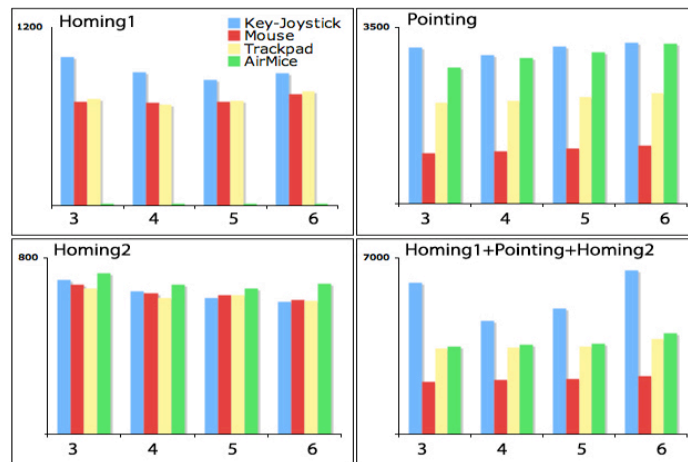 Homing1
1200
Key-Joystick
Mouse
Trackpad
AirMice
3 4 5 6
Pointing
3500
3 4 5 6
Homing2
800
3 4 5 6
Homing1+Pointing+Homing2
7000
3 4 5 6